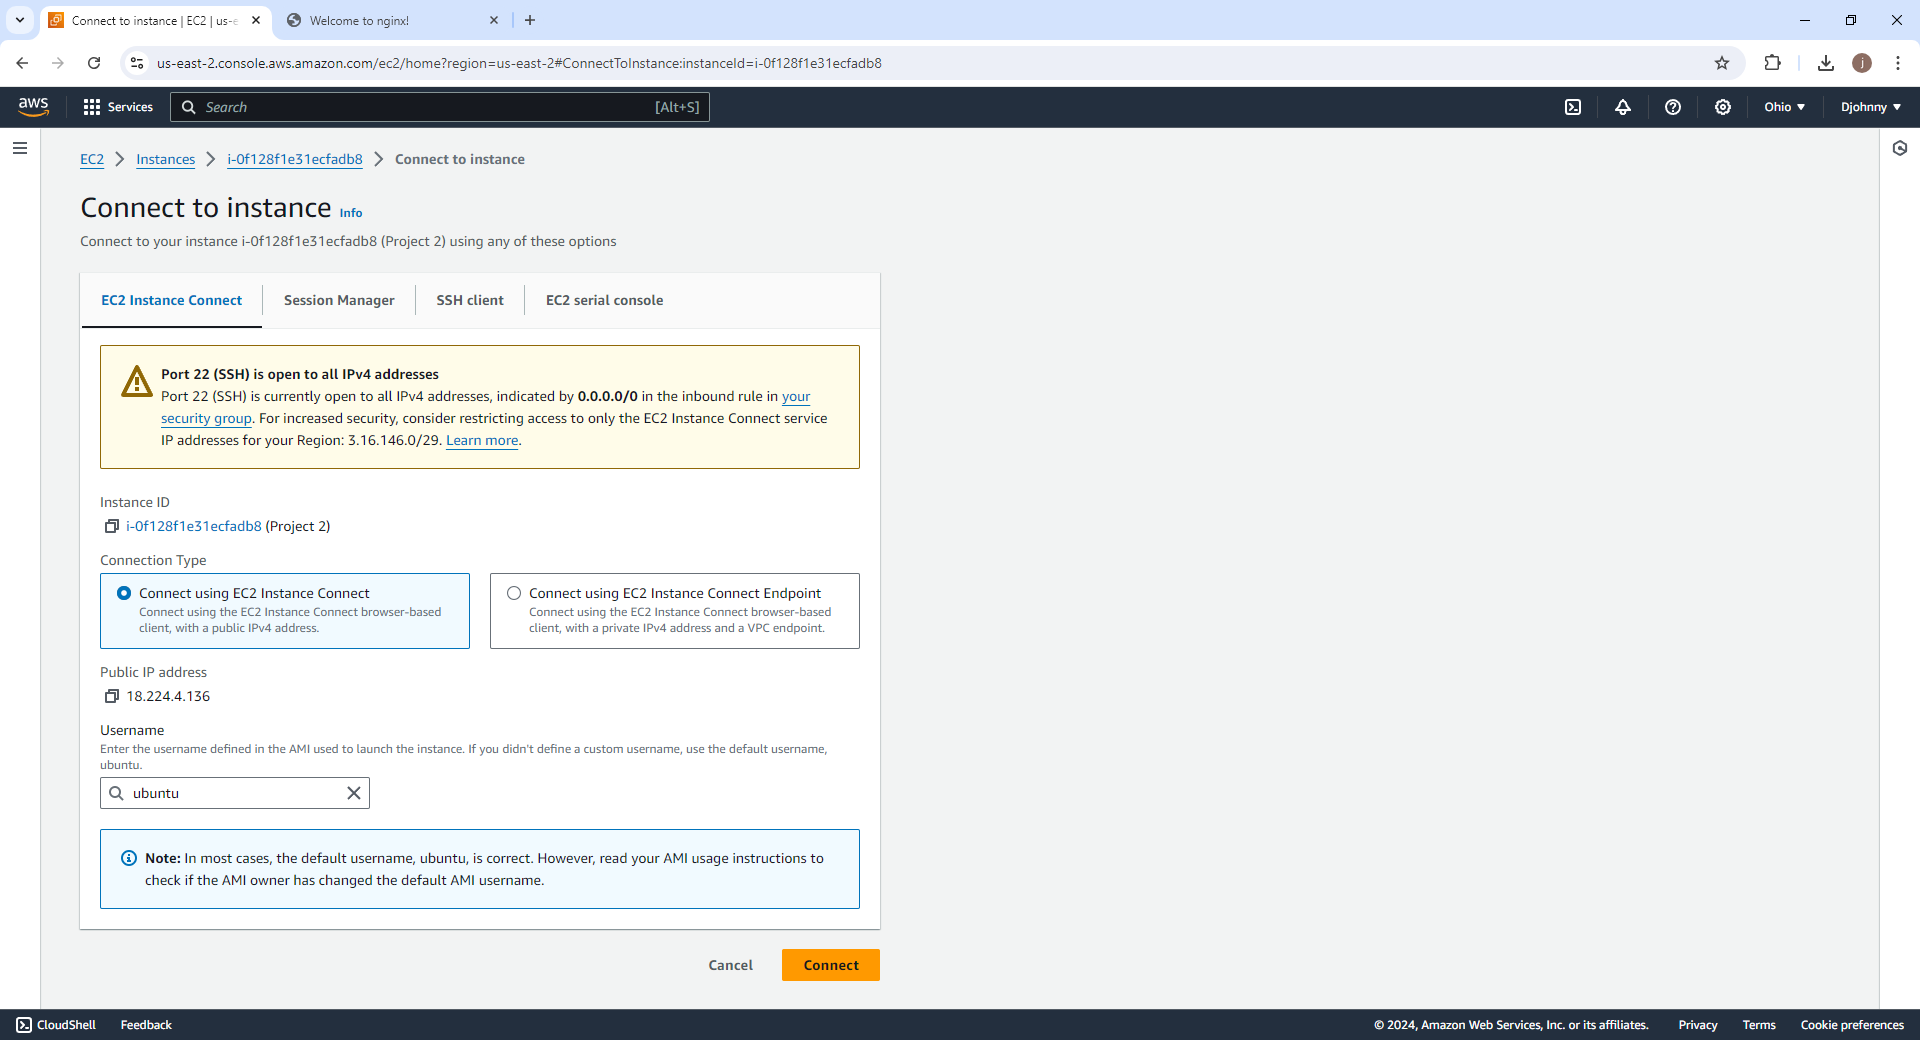 Connect to instance | EC2 | us-e
Welcome to nginx!
us-east-2.console.aws.amazon.com/ec2/home?region=us-east-2#ConnectToInstance:instanceId=i-0f128f1e31ecfadb8
j
aws
Services
Search
[Alt+S]
Ohio
Djohnny
EC2
Instances
i-0f128f1e31ecfadb8
Connect to instance
Connect to instance Info
Connect to your instance i-0f128f1e31ecfadb8 (Project 2) using any of these options
EC2 Instance Connect
Session Manager
SSH client
EC2 serial console
Port 22 (SSH) is open to all IPv4 addresses
Port 22 (SSH) is currently open to all IPv4 addresses, indicated by 0.0.0.0/0 in the inbound rule in your
security group. For increased security, consider restricting access to only the EC2 Instance Connect service
IP addresses for your Region: 3.16.146.0/29. Learn more.
Instance ID
i-0f128f1e31ecfadb8 (Project 2)
Connection Type
Connect using EC2 Instance Connect
Connect using the EC2 Instance Connect browser-based
client, with a public IPv4 address.
Connect using EC2 Instance Connect Endpoint
Connect using the EC2 Instance Connect browser-based
client, with a private IPv4 address and a VPC endpoint.
Public IP address
18.224.4.136
Username
Enter the username defined in the AMI used to launch the instance. If you didn't define a custom username, use the default username,
ubuntu.
ubuntu
Note: In most cases, the default username, ubuntu, is correct. However, read your AMI usage instructions to
check if the AMI owner has changed the default AMI username.
Cancel
Connect
CloudShell
Feedback
© 2024, Amazon Web Services, Inc. or its affiliates.
Privacy
Terms
Cookie preferences